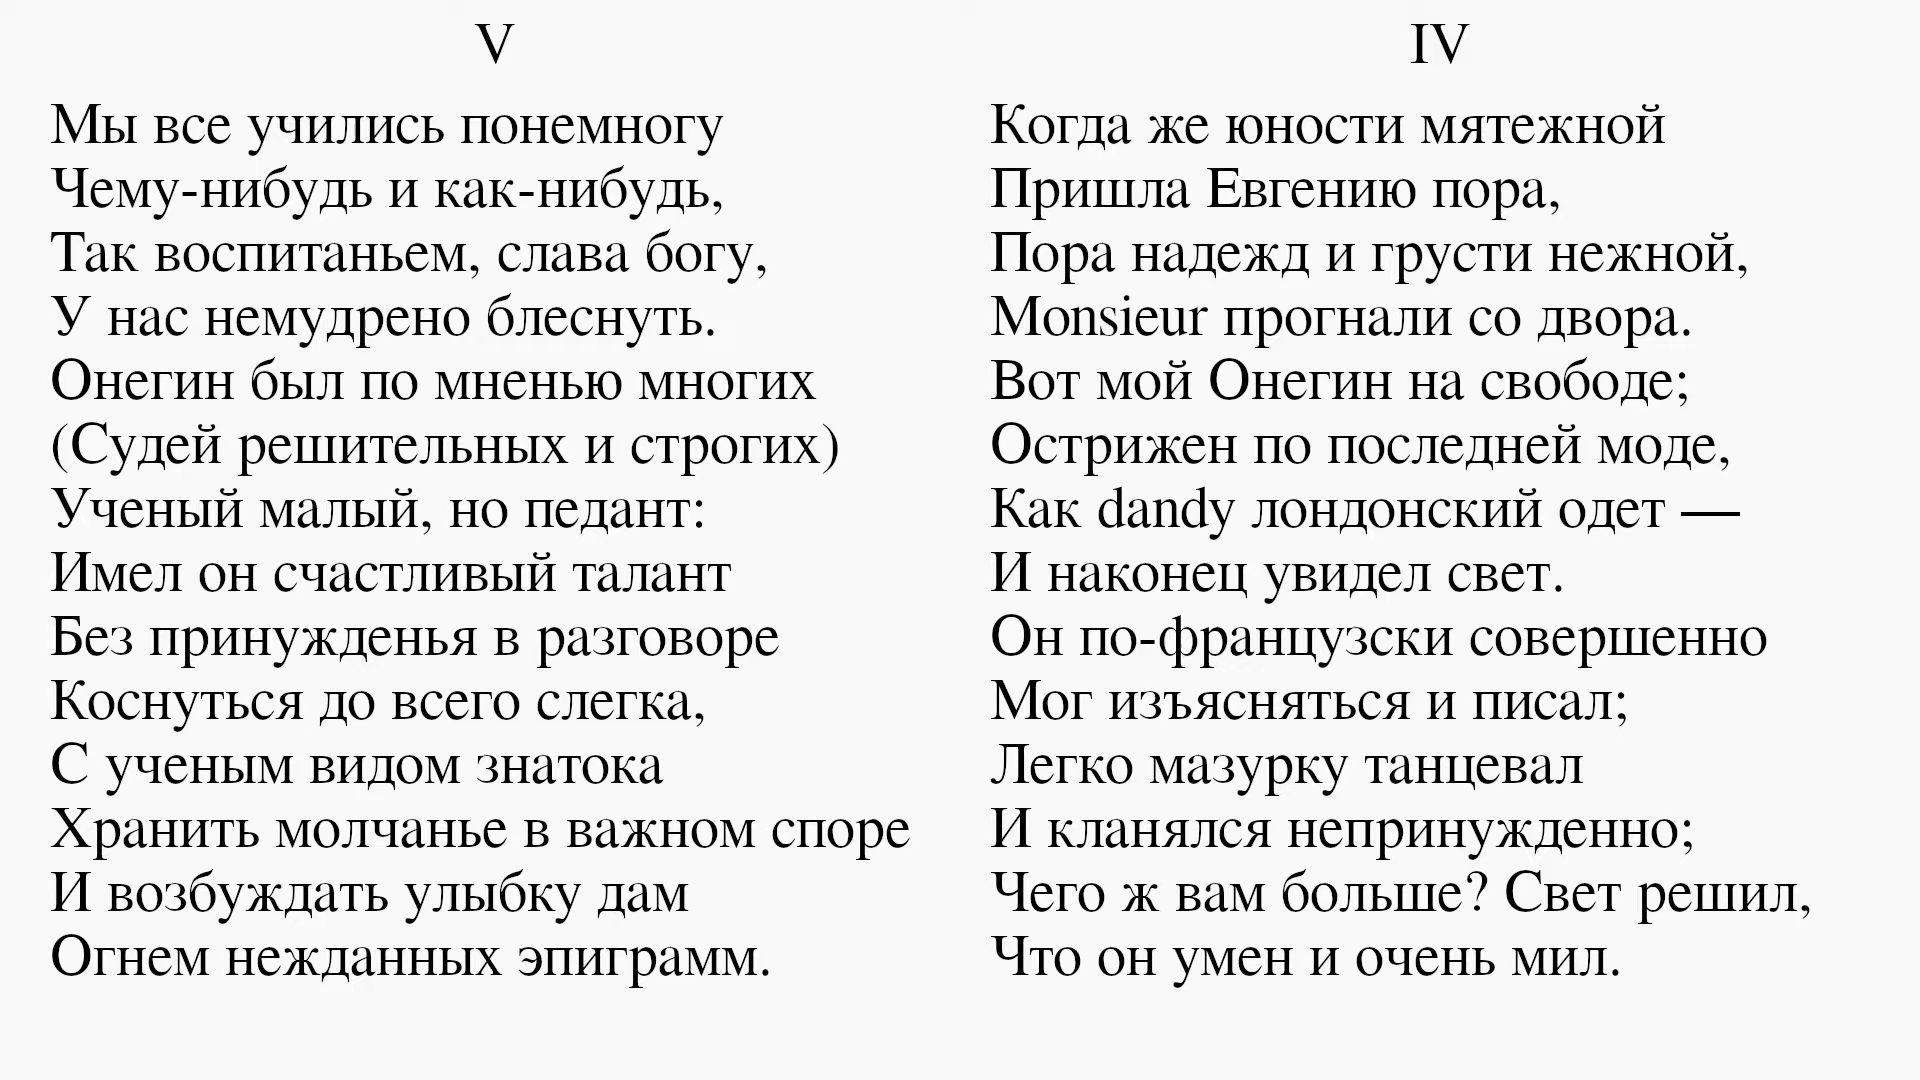 V
Мы все учились понемногу
Чему-нибудь и как-нибудь,
Так воспитаньем, слава богу,
У нас немудрено блеснуть.
Онегин был по мненью многих
(Судей решительных и строгих)
Ученый малый, но педант:
Имел он счастливый талант
Без принужденья в разговоре
Коснуться до всего слегка,
С ученым видом знатока
Хранить молчанье в важном споре
И возбуждать улыбку дам
Огнем нежданных эпиграмм.
IV
Когда же юности мятежной
Пришла Евгению пора,
Пора надежд и грусти нежной,
Monsieur прогнали со двора.
Вот мой Онегин на свободе;
Острижен по последней моде,
Как dandy лондонский одет —
И наконец увидел свет.
Он по-французски совершенно
Мог изъясняться и писал;
Легко мазурку танцевал
И кланялся непринужденно;
Чего ж вам больше? Свет решил,
Что он умен и очень мил.